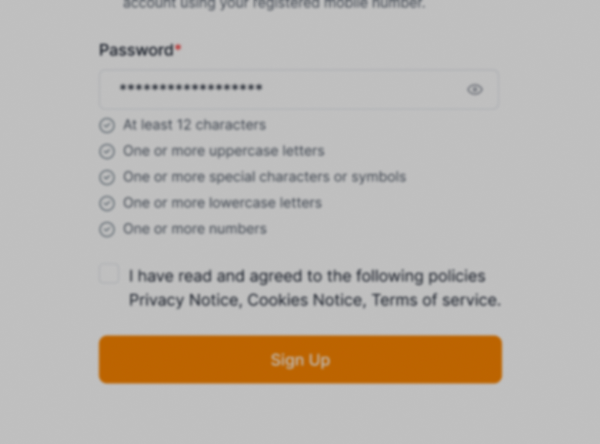 account using your registered mobile number.
Password*
******************
At least 12 characters
One or more uppercase letters
One or more special characters or symbols
One or more lowercase letters
One or more numbers
I have read and agreed to the following policies
Privacy Notice, Cookies Notice, Terms of service.
Sign Up